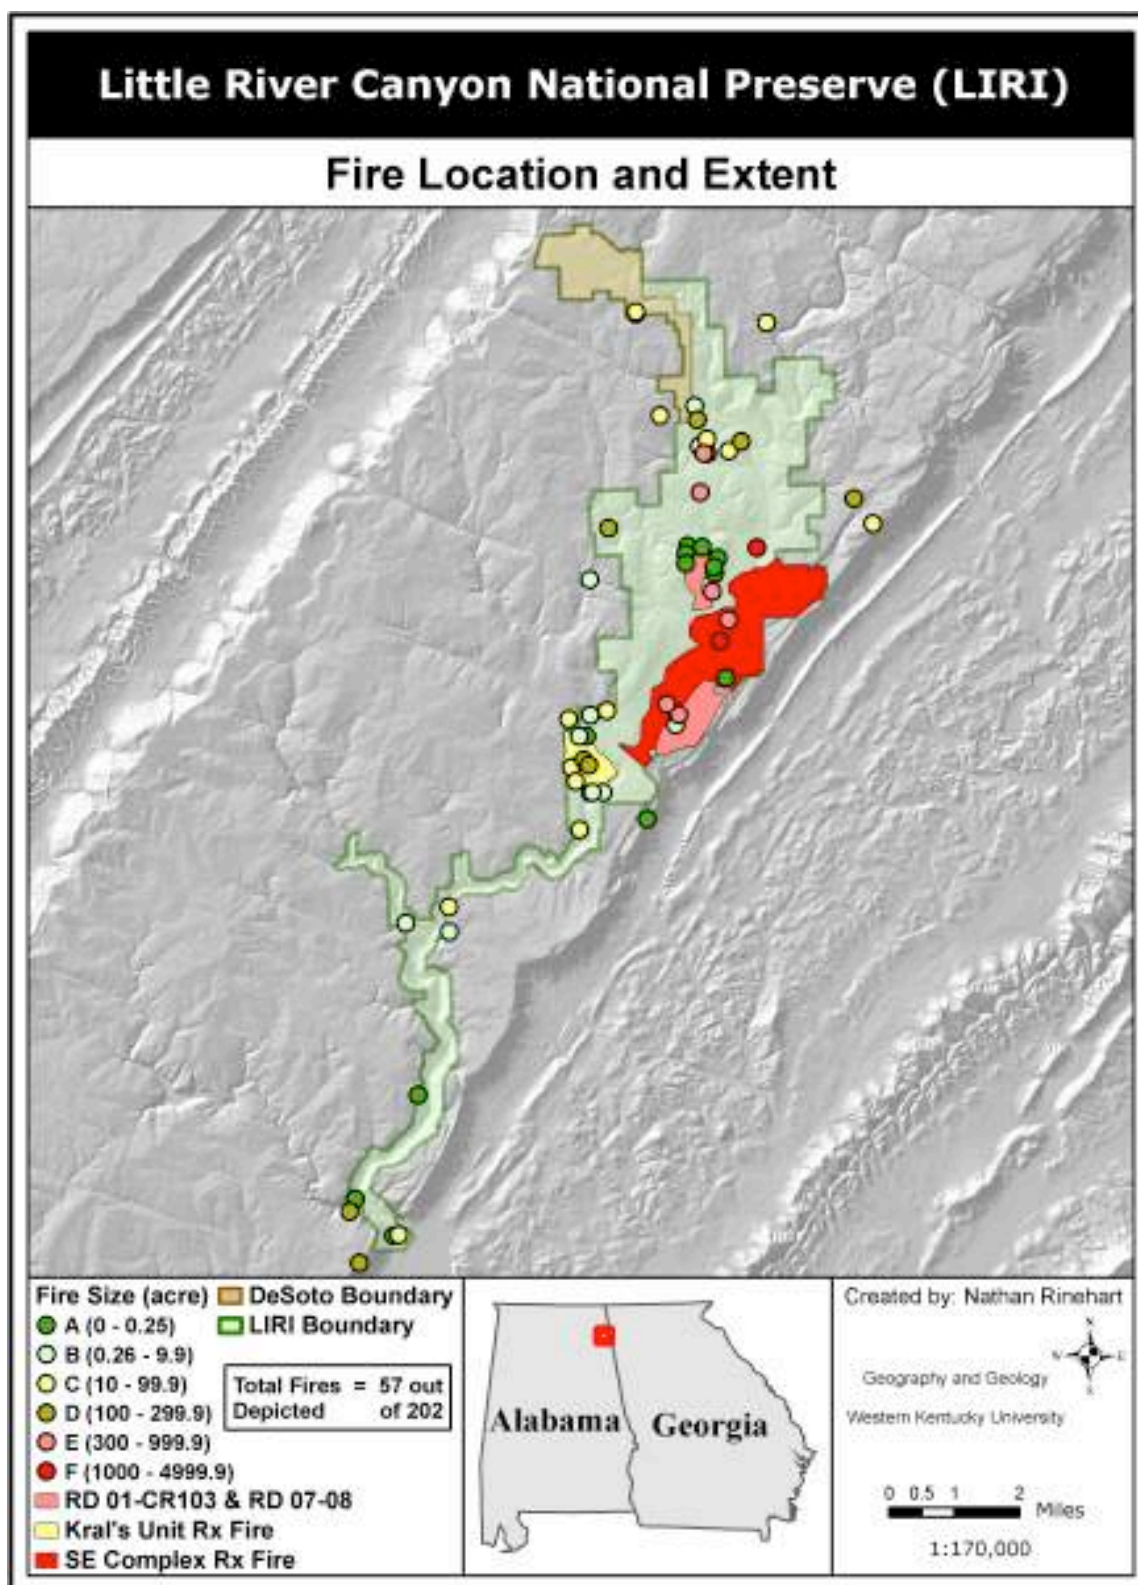 Little River Canyon National Preserve (LIRI)
Fire Location and Extent
Fire Size (acre)
A (0 - 0.25)
B (0.26 - 9.9)
C (10 - 99.9)
D (100 - 299.9)
E (300 - 999.9)
F (1000 - 4999.9)
RD 01-CR103 & RD 07-08
Kral's Unit Rx Fire
SE Complex Rx Fire
DeSoto Boundary
LIRI Boundary
Total Fires = 57 out
Depicted of 202
Alabama
Georgia
Created by: Nathan Rinehart
N
W E
S
Geography and Geology
Western Kentucky University
0 0.5 1 2
Miles
1:170,000